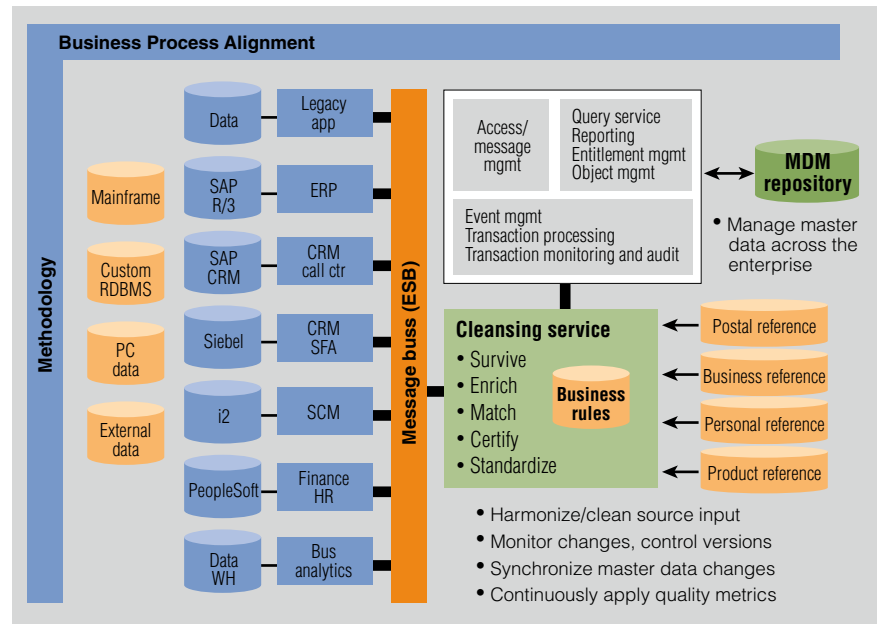 Business Process Alignment
Methodology
Mainframe
Custom
RDBMS
PC
data
External
data
Data
Legacy
app
SAP
R/3
ERP
SAP
CRM
CRM
call ctr
Siebel
CRM
SFA
i2
SCM
PeopleSoft
Finance
HR
Data
WH
Bus
analytics
Message buss (ESB)
Access/
message
mgmt
Query service
Reporting
Entitlement mgmt
Object mgmt
Event mgmt
Transaction processing
Transaction monitoring and audit
MDM
repository
• Manage master
data across the
enterprise
Cleansing service
• Survive
• Enrich
• Match
• Certify
• Standardize
Business
rules
Postal reference
Business reference
Personal reference
Product reference
• Harmonize/clean source input
• Monitor changes, control versions
• Synchronize master data changes
• Continuously apply quality metrics